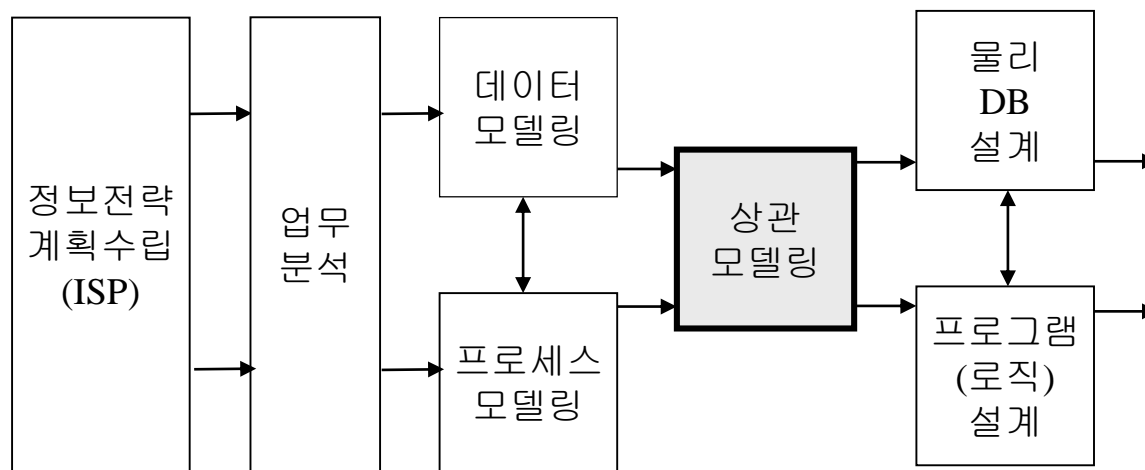 정보전략
계획수립
(ISP)
업무
분석
데이터
모델링
프로세스
모델링
상관
모델링
물리
DB
설계
프로그램
(로직)
설계